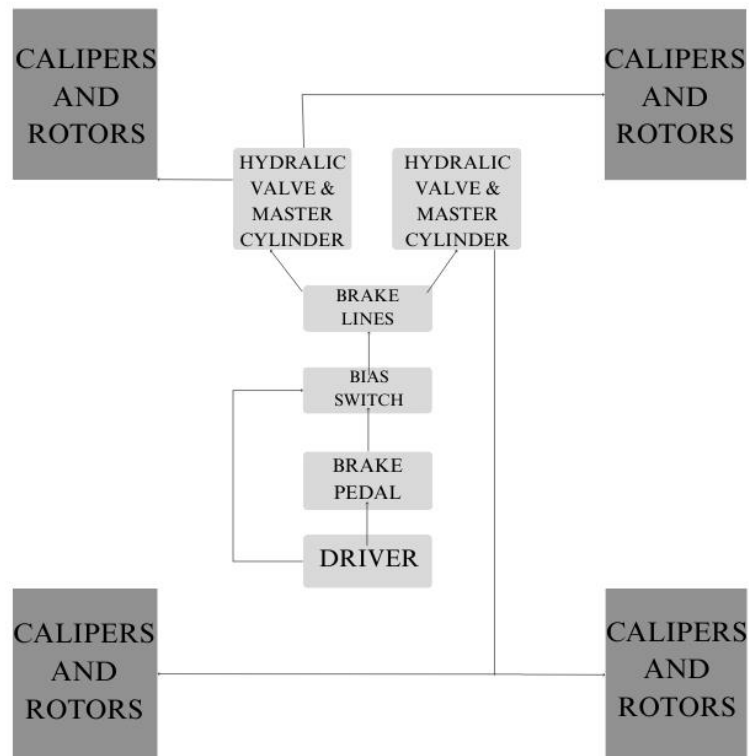 CALIPERS
AND
ROTORS
CALIPERS
AND
ROTORS
HYDRALIC
VALVE &
MASTER
CYLINDER
HYDRALIC
VALVE &
MASTER
CYLINDER
BRAKE
LINES
BIAS
SWITCH
BRAKE
PEDAL
DRIVER
CALIPERS
AND
ROTORS
CALIPERS
AND
ROTORS